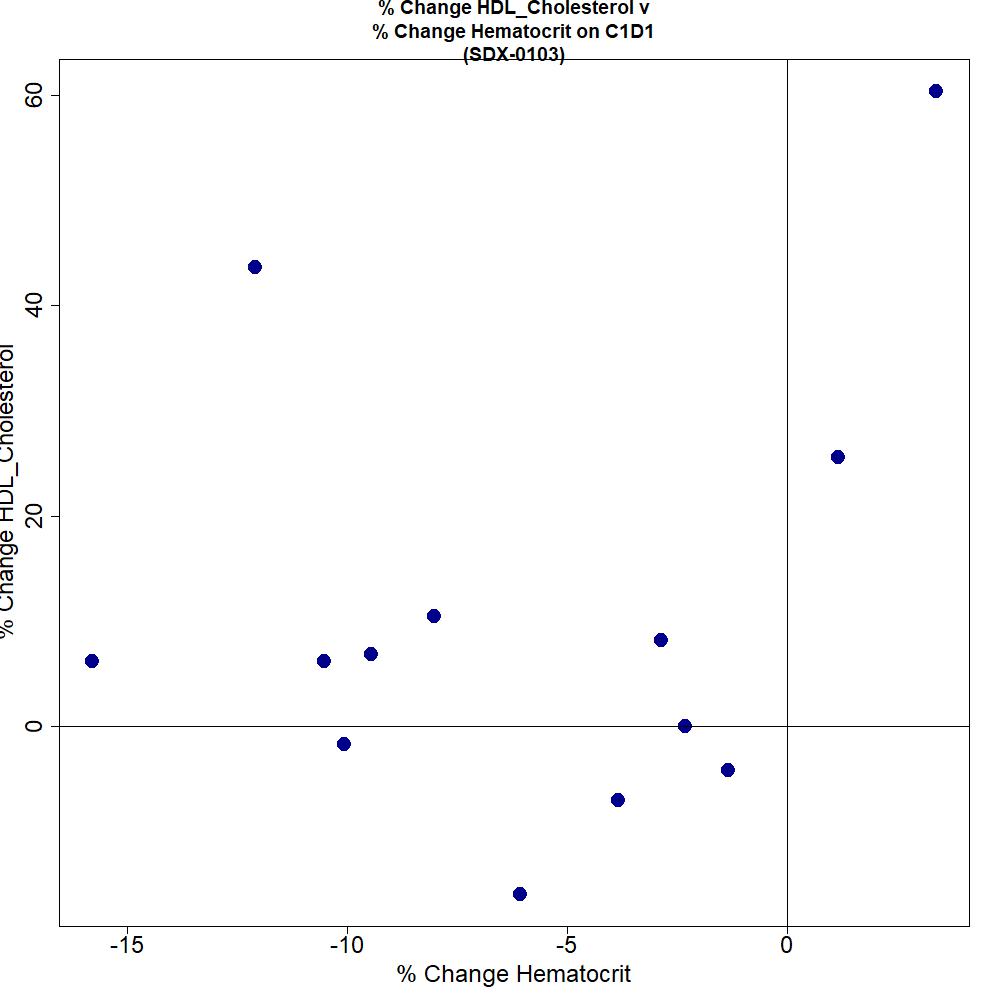 % Change HDL_Cholesterol v
% Change Hematocrit on C1D1
(SDX-0103)
% Change HDL_Cholesterol
60
40
20
0
-15
-10
-5
0
% Change Hematocrit